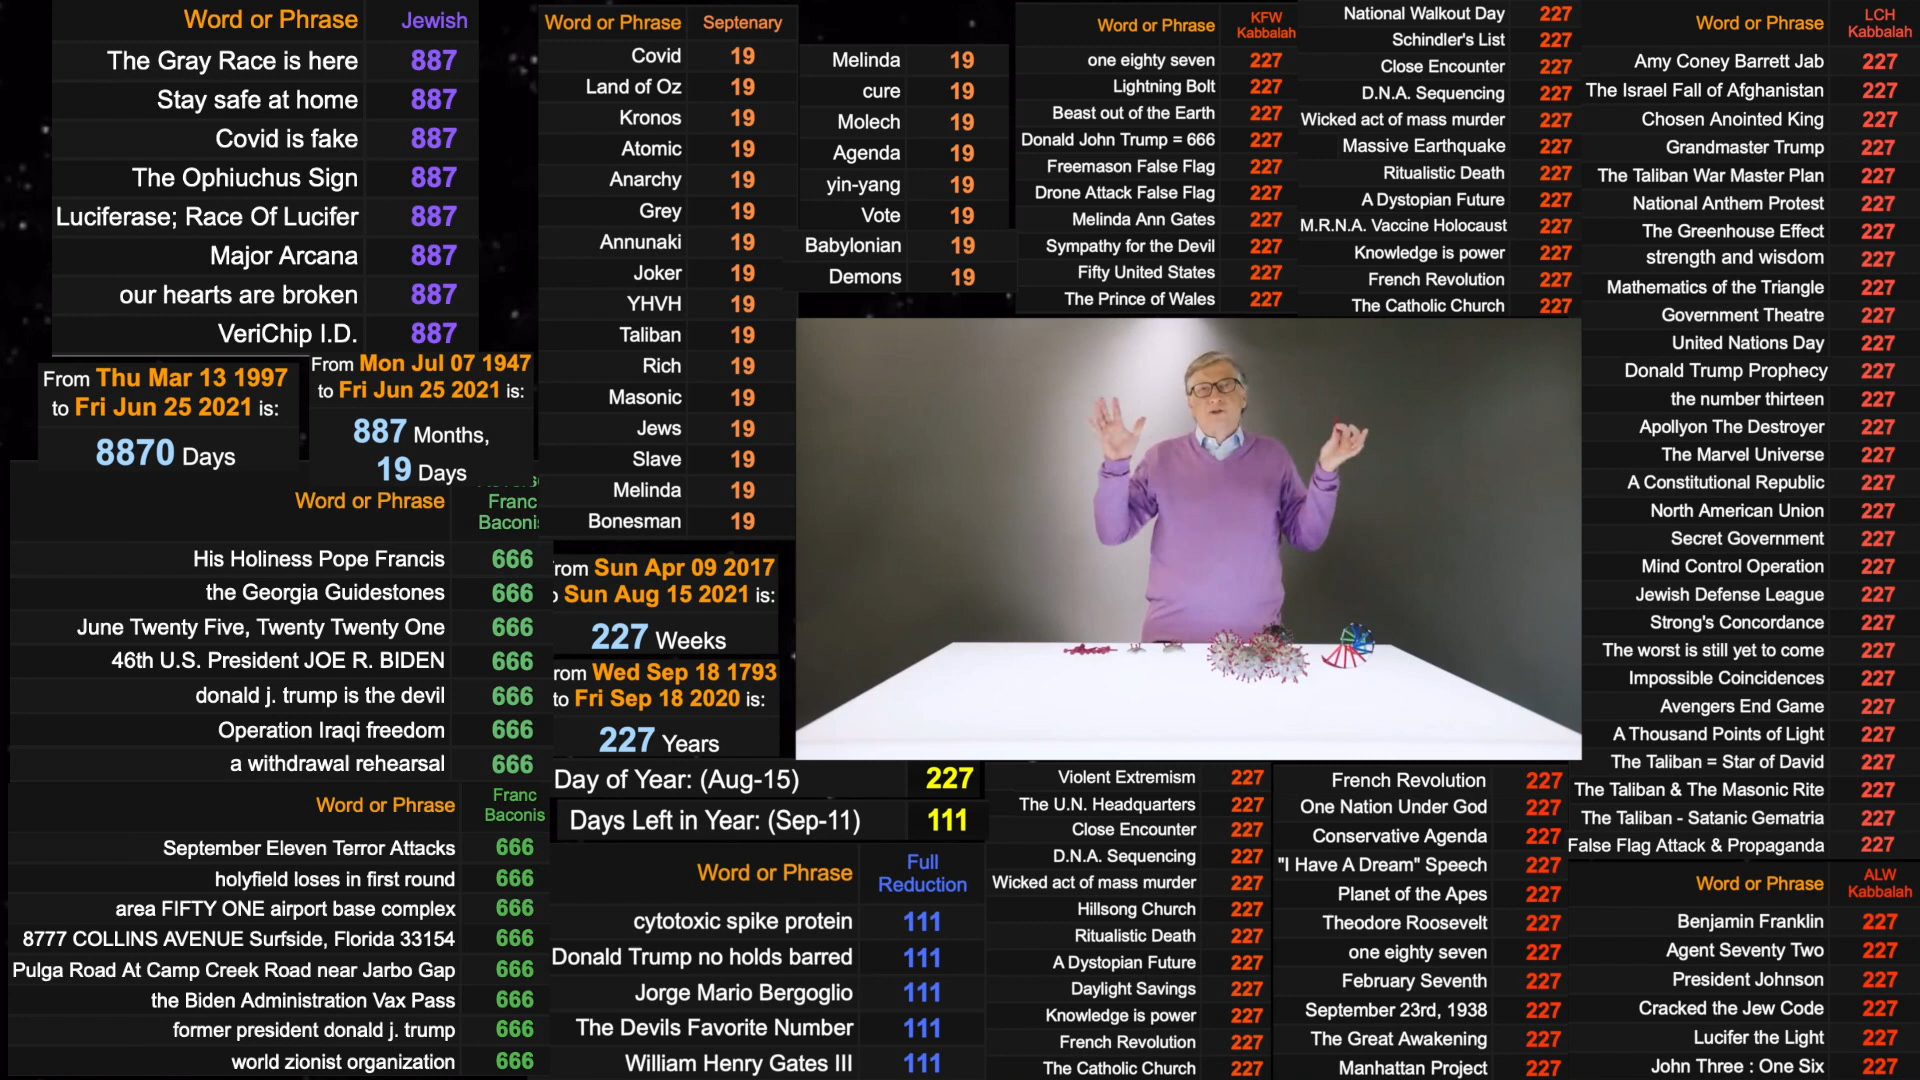 Word or Phrase Jewish
The Gray Race is here 887
Stay safe at home 887
Covid is fake 887
The Ophiuchus Sign 887
Luciferase; Race Of Lucifer 887
Major Arcana 887
our hearts are broken 887
VeriChip I.D. 887
From Thu Mar 13 1997
to Fri Jun 25 2021 is:
8870 Days
From Mon Jul 07 1947
to Fri Jun 25 2021 is:
887 Months,
19 Days
Word or Phrase
Franc
Baconis
His Holiness Pope Francis 666
the Georgia Guidestones 666
June Twenty Five, Twenty Twenty One 666
46th U.S. President JOE R. BIDEN 666
donald j. trump is the devil 666
Operation Iraqi freedom 666
a withdrawal rehearsal 666
Word or Phrase
Franc
Baconis
September Eleven Terror Attacks 666
holyfield loses in first round 666
area FIFTY ONE airport base complex 666
8777 COLLINS AVENUE Surfside, Florida 33154 666
Pulga Road At Camp Creek Road near Jarbo Gap 666
the Biden Administration Vax Pass 666
former president donald j. trump 666
world zionist organization 666
Word or Phrase Septenary
Covid 19
Land of Oz 19
Kronos 19
Atomic 19
Anarchy 19
Grey 19
Annunaki 19
Joker 19
YHVH 19
Taliban 19
Rich 19
Masonic 19
Jews 19
Slave 19
Melinda 19
Bonesman 19
Melinda 19
cure 19
Molech 19
Agenda 19
yin-yang 19
Vote 19
Babylonian 19
Demons 19
rom Sun Apr 09 2017
Sun Aug 15 2021 is:
227 Weeks
rom Wed Sep 18 1793
to Fri Sep 18 2020 is:
227 Years
Day of Year: (Aug-15) 227
Days Left in Year: (Sep-11) 111
Word or Phrase
Full
Reduction
cytotoxic spike protein 111
Donald Trump no holds barred 111
Jorge Mario Bergoglio 111
The Devils Favorite Number 111
William Henry Gates III 111
Word or Phrase
KFW
Kabbalah
one eighty seven 227
Lightning Bolt 227
Beast out of the Earth 227
Donald John Trump = 666 227
Freemason False Flag 227
Drone Attack False Flag 227
Melinda Ann Gates 227
Sympathy for the Devil 227
Fifty United States 227
The Prince of Wales 227
National Walkout Day 227
Schindler's List 227
Close Encounter 227
D.N.A. Sequencing 227
Wicked act of mass murder 227
Massive Earthquake 227
Ritualistic Death 227
A Dystopian Future 227
M.R.N.A. Vaccine Holocaust 227
Knowledge is power 227
French Revolution 227
The Catholic Church 227
Violent Extremism 227
The U.N. Headquarters 227
Close Encounter 227
D.N.A. Sequencing 227
Wicked act of mass murder 227
Hillsong Church 227
Ritualistic Death 227
A Dystopian Future 227
Daylight Savings 227
Knowledge is power 227
French Revolution 227
The Catholic Church 227
French Revolution 227
One Nation Under God 227
Conservative Agenda 227
"I Have A Dream" Speech 227
Planet of the Apes 227
Theodore Roosevelt 227
one eighty seven 227
February Seventh 227
September 23rd, 1938 227
The Great Awakening 227
Manhattan Project 227
Word or Phrase
LCH
Kabbalah
Amy Coney Barrett Jab 227
The Israel Fall of Afghanistan 227
Chosen Anointed King 227
Grandmaster Trump 227
The Taliban War Master Plan 227
National Anthem Protest 227
The Greenhouse Effect 227
strength and wisdom 227
Mathematics of the Triangle 227
Government Theatre 227
United Nations Day 227
Donald Trump Prophecy 227
the number thirteen 227
Apollyon The Destroyer 227
The Marvel Universe 227
A Constitutional Republic 227
North American Union 227
Secret Government 227
Mind Control Operation 227
Jewish Defense League 227
Strong's Concordance 227
The worst is still yet to come 227
Impossible Coincidences 227
Avengers End Game 227
A Thousand Points of Light 227
The Taliban = Star of David 227
The Taliban & The Masonic Rite 227
The Taliban - Satanic Gematria 227
False Flag Attack & Propaganda 227
Word or Phrase
ALW
Kabbalah
Benjamin Franklin 227
Agent Seventy Two 227
President Johnson 227
Cracked the Jew Code 227
Lucifer the Light 227
John Three : One Six 227